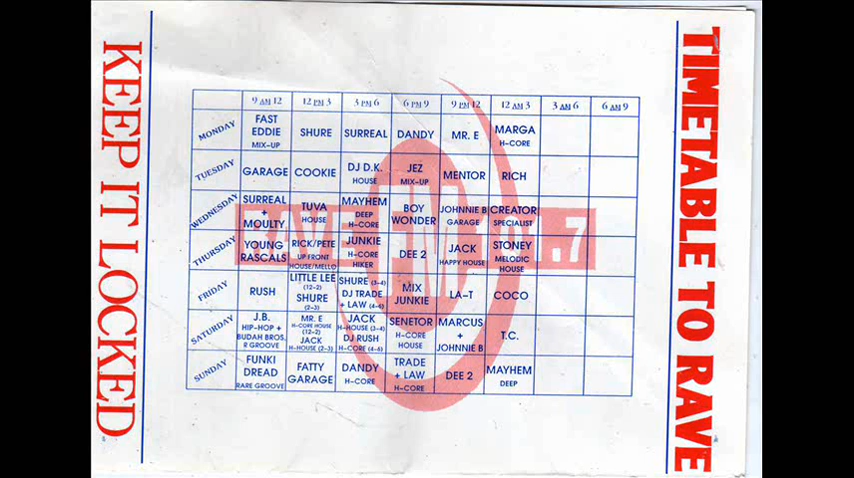 KEEP IT LOCKED
TIMETABLE TO RAVE
9 AM 12 12 PM 3 3 PM 6 6 PM 9 9 PM 12 12 AM 3 3 AM 6 6 AM 9
MONDAY
FAST
EDDIE
MIX-UP
SHURE
SURREAL
DANDY
MR. E
MARGA
H-CORE
TUESDAY
GARAGE
COOKIE
DJ D.K.
HOUSE
JEZ
MIX-UP
MENTOR
RICH
WEDNESDAY
SURREAL
+
MOULTY
TUVA
HOUSE
MAYHEM
DEEP
H-CORE
BOY
WONDER
JOHNNIE B
GARAGE
CREATOR
SPECIALIST
THURSDAY
YOUNG
RASCALS
RICK/PETE
UP FRONT
HOUSE/MELLO
JUNKIE
H-CORE
HIKER
DEE 2
JACK
HAPPY HOUSE
STONEY
MELODIC
HOUSE
FRIDAY
RUSH
LITTLE LEE
(12-2)
SHURE
(2-3)
SHURE (3-4)
DJ TRADE
+ LAW (4-6)
MIX
JUNKIE
LA-T
COCO
SATURDAY
J.B.
HIP-HOP +
BUDAH BROS.
R GROOVE
MR. E
H-CORE HOUSE
(12-2)
JACK
H-HOUSE (2-3)
JACK
H-HOUSE (3-4)
DJ RUSH
H-CORE (4-6)
SENETOR
H-CORE
HOUSE
MARCUS
+
JOHNNIE B
T.C.
SUNDAY
FUNKI
DREAD
RARE GROOVE
FATTY
GARAGE
DANDY
H-CORE
TRADE
+ LAW
H-CORE
DEE 2
MAYHEM
DEEP